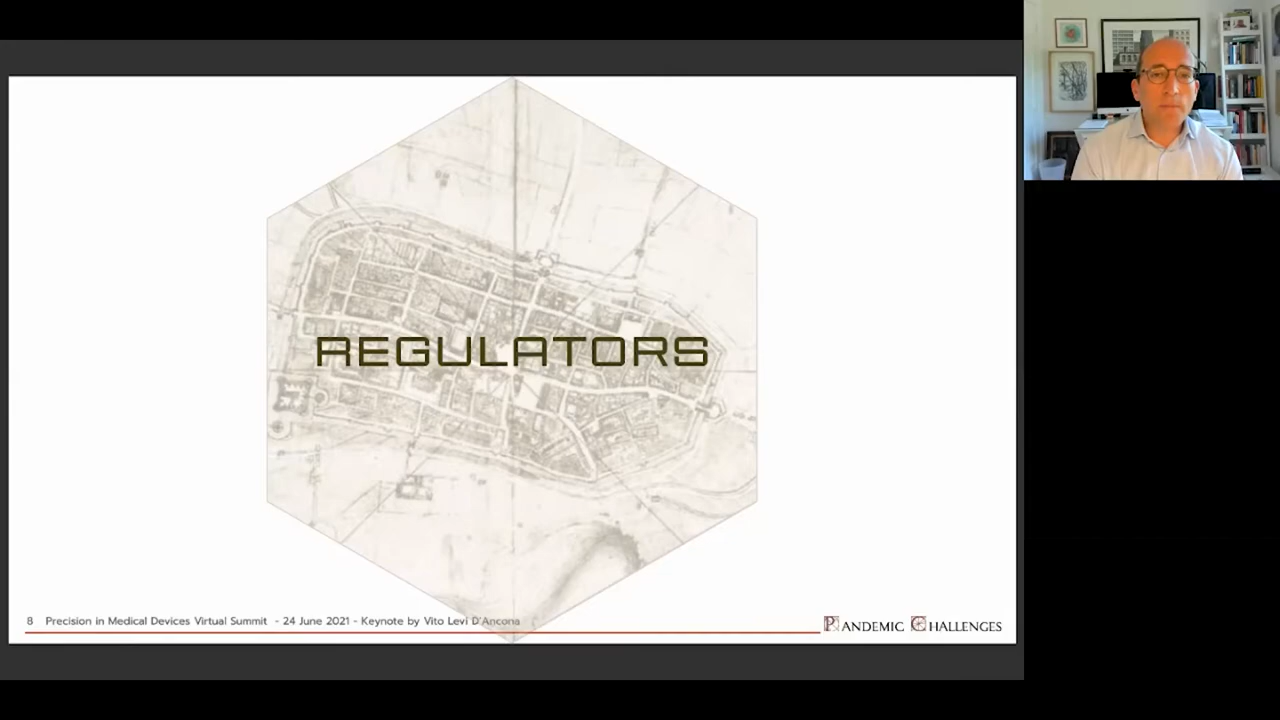 REGULATORS
8 Precision in Medical Devices Virtual Summit - 24 June 2021 - Keynote by Vito Levi D'Ancona
PANDEMIC CHALLENGES